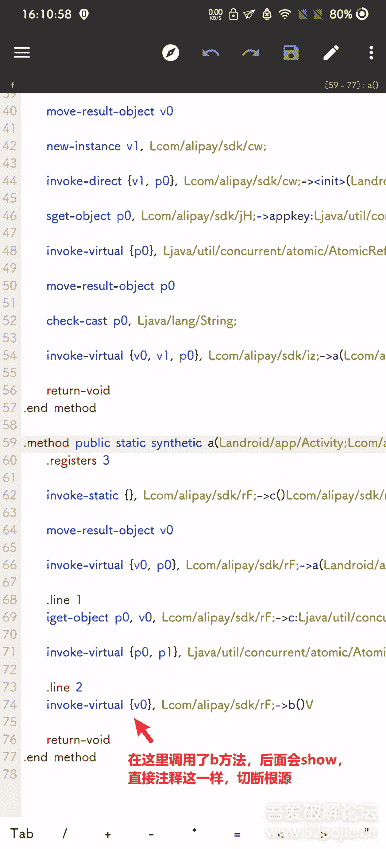 16:10:58
0.00
KB/S
80%
f
[59 - 77] : a()
39
40 move-result-object v0
41
42 new-instance v1, Lcom/alipay/sdk/cw;
43
44 invoke-direct {v1, p0}, Lcom/alipay/sdk/cw;-><init>(Landroi
45
46 sget-object p0, Lcom/alipay/sdk/jH;->appkey:Ljava/util/con
47
48 invoke-virtual {p0}, Ljava/util/concurrent/atomic/AtomicRef
49
50 move-result-object p0
51
52 check-cast p0, Ljava/lang/String;
53
54 invoke-virtual {v0, v1, p0}, Lcom/alipay/sdk/iz;->a(Lcom/a
55
56 return-void
57 .end method
58
59 .method public static synthetic a(Landroid/app/Activity;Lcom/a
60 .registers 3
61
62 invoke-static {}, Lcom/alipay/sdk/rF;->c()Lcom/alipay/sdk/r
63
64 move-result-object v0
65
66 invoke-virtual {v0, p0}, Lcom/alipay/sdk/rF;->a(Landroid/a
67
68 .line 1
69 iget-object p0, v0, Lcom/alipay/sdk/rF;->c:Ljava/util/concu
70
71 invoke-virtual {p0, p1}, Ljava/util/concurrent/atomic/Atomi
72
73 .line 2
74 invoke-virtual {v0}, Lcom/alipay/sdk/rF;->b()V
75
76 return-void
77 .end method
78
在这里调用了b方法，后面会show，
直接注释这一样，切断根源
吾爱破解论坛
www.52pojie.cn
Tab / + - * = < > "